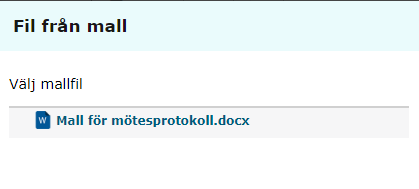 Fil från mall
Välj mallfil
W Mall för mötesprotokoll.docx